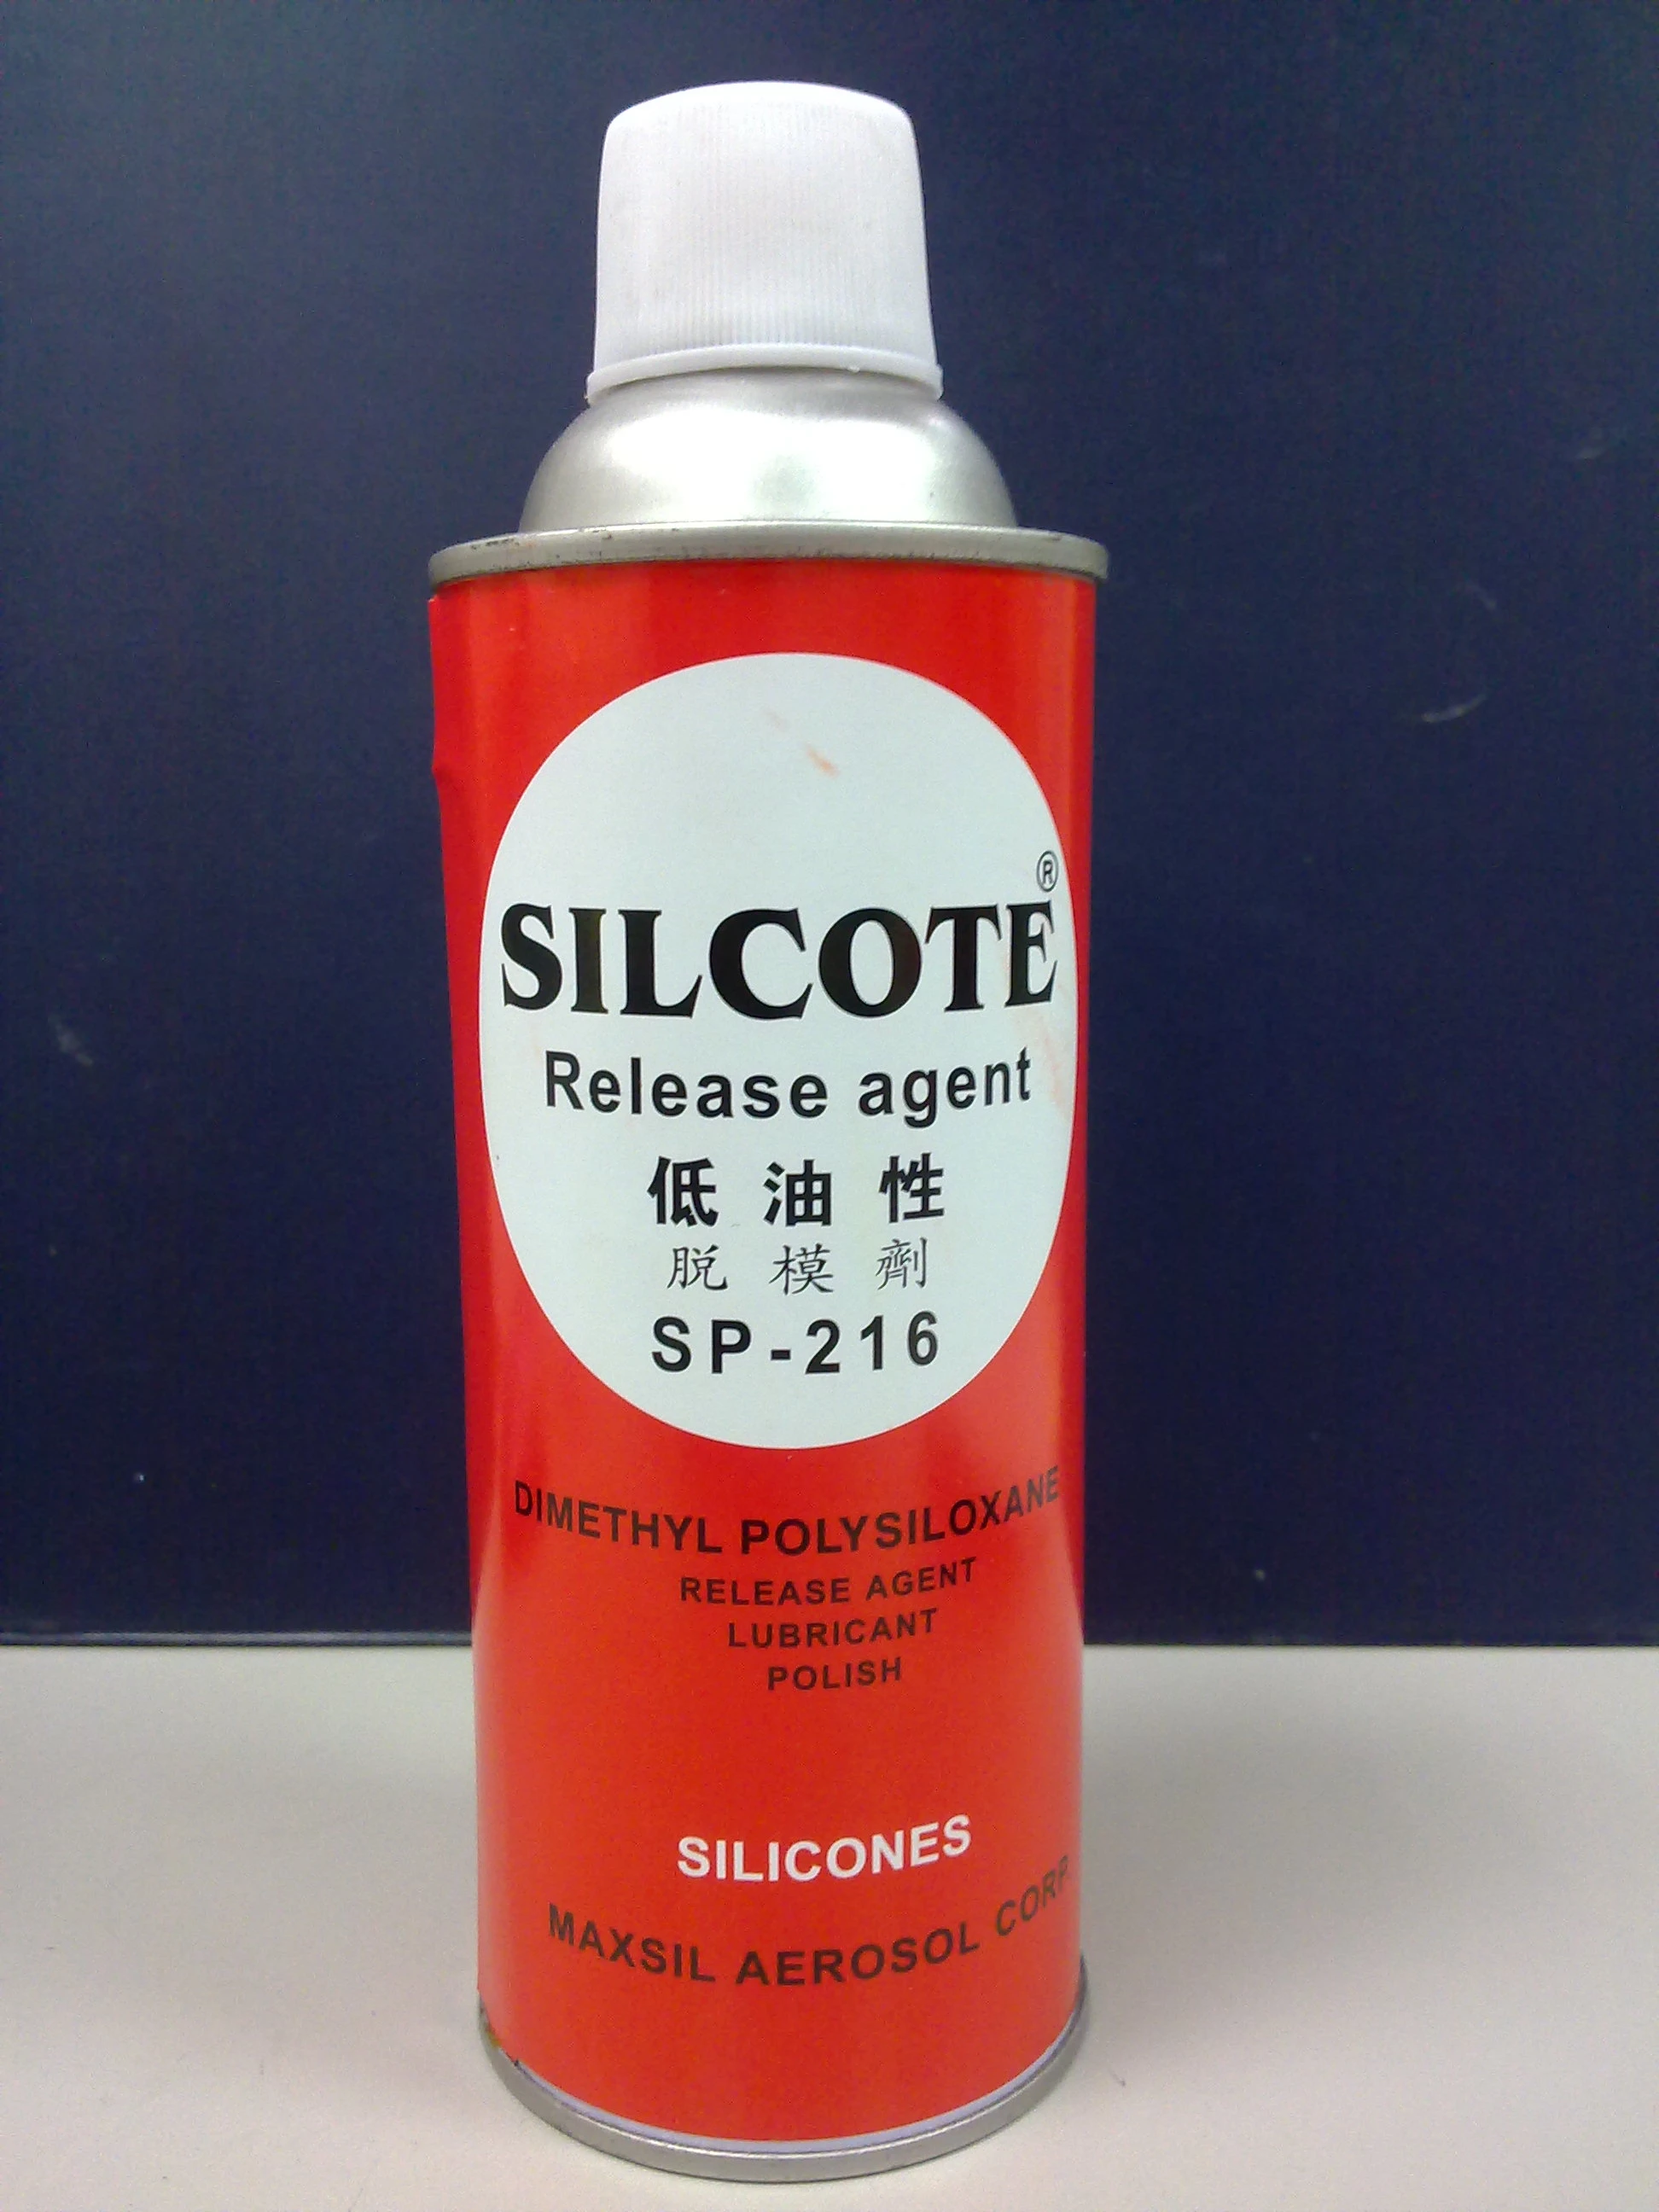 SILCOTE®
Release agent
低油性
脱模劑
SP-216
DIMETHYL POLYSILOXANE
RELEASE AGENT
LUBRICANT
POLISH
SILICONES
MAXSIL AEROSOL CORP.